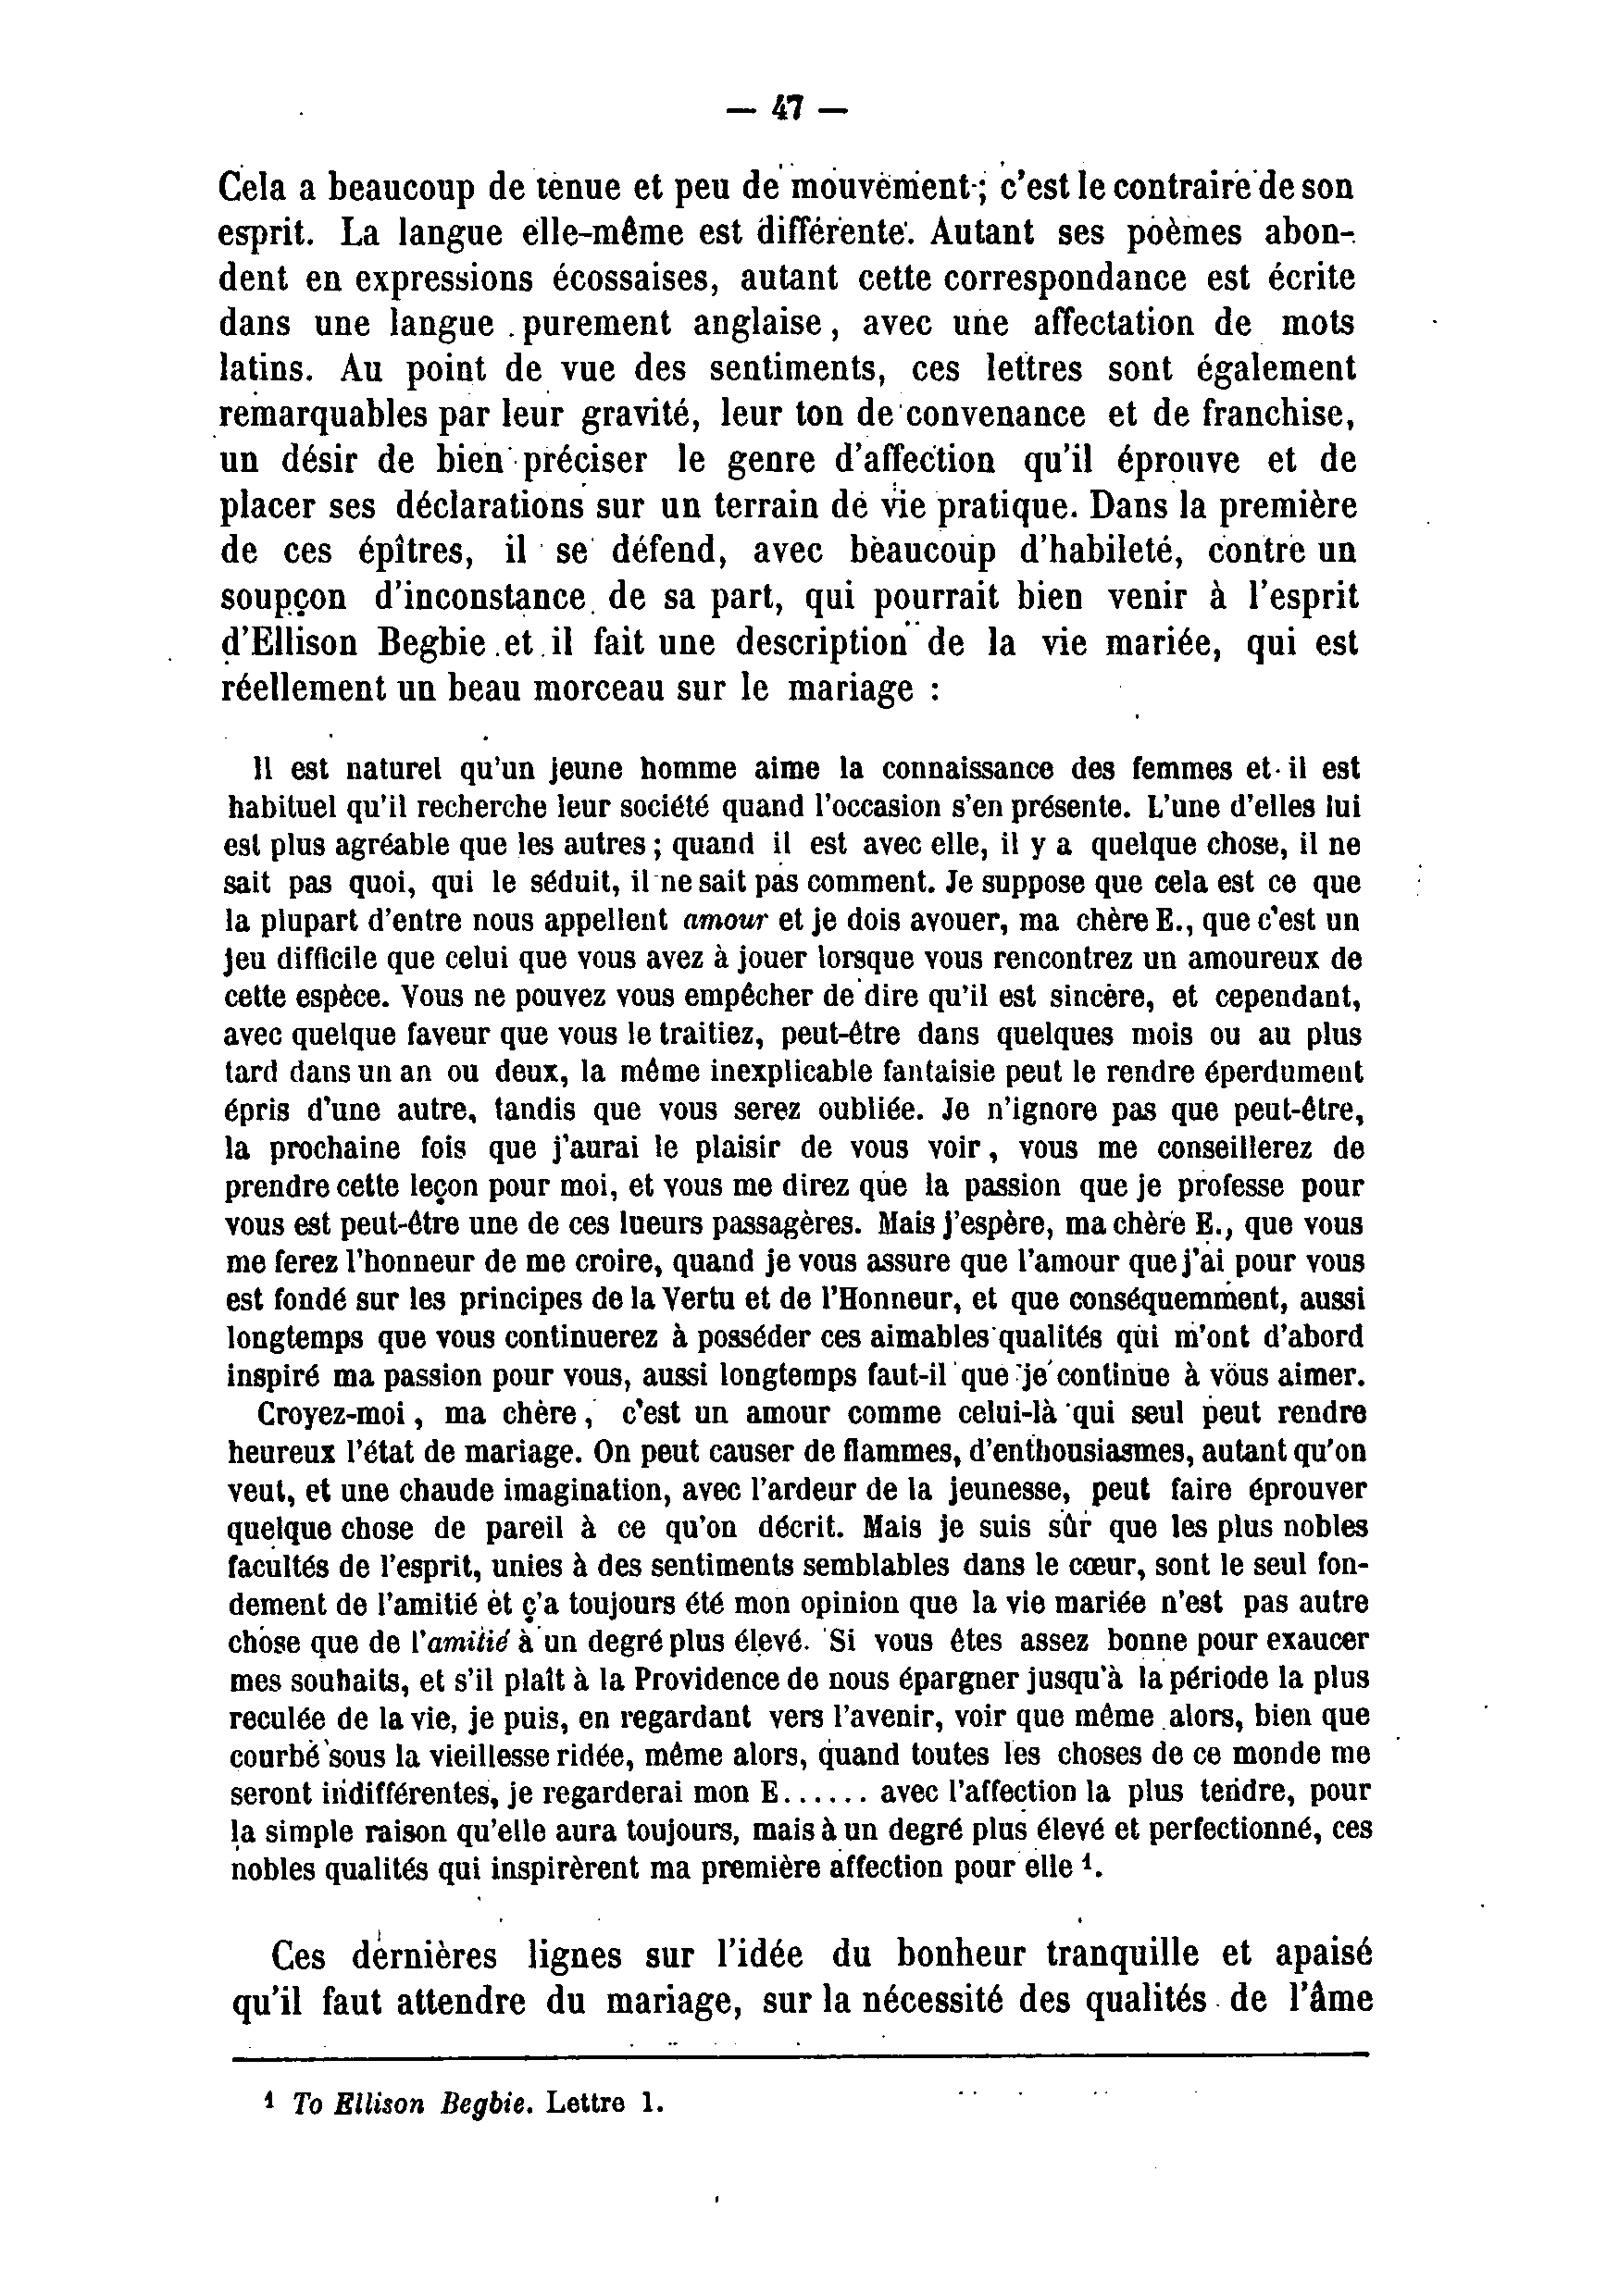 — 47 —
Cela a beaucoup de tenue et peu de mouvement ; c'est le contraire de son
esprit. La langue elle-même est différente. Autant ses poèmes abon-
dent en expressions écossaises, autant cette correspondance est écrite
dans une langue purement anglaise, avec une affectation de mots
latins. Au point de vue des sentiments, ces lettres sont également
remarquables par leur gravité, leur ton de convenance et de franchise,
un désir de bien préciser le genre d'affection qu'il éprouve et de
placer ses déclarations sur un terrain de vie pratique. Dans la première
de ces épîtres, il se défend, avec beaucoup d'habileté, contre un
soupçon d'inconstance de sa part, qui pourrait bien venir à l'esprit
d'Ellison Begbie et il fait une description de la vie mariée, qui est
réellement un beau morceau sur le mariage :
Il est naturel qu'un jeune homme aime la connaissance des femmes et il est
habituel qu'il recherche leur société quand l'occasion s'en présente. L'une d'elles lui
est plus agréable que les autres ; quand il est avec elle, il y a quelque chose, il ne
sait pas quoi, qui le séduit, il ne sait pas comment. Je suppose que cela est ce que
la plupart d'entre nous appellent amour et je dois avouer, ma chère E., que c'est un
jeu difficile que celui que vous avez à jouer lorsque vous rencontrez un amoureux de
cette espèce. Vous ne pouvez vous empêcher de dire qu'il est sincère, et cependant,
avec quelque faveur que vous le traitiez, peut-être dans quelques mois ou au plus
tard dans un an ou deux, la même inexplicable fantaisie peut le rendre éperdument
épris d'une autre, tandis que vous serez oubliée. Je n'ignore pas que peut-être,
la prochaine fois que j'aurai le plaisir de vous voir, vous me conseillerez de
prendre cette leçon pour moi, et vous me direz que la passion que je professe pour
vous est peut-être une de ces lueurs passagères. Mais j'espère, ma chère E., que vous
me ferez l'honneur de me croire, quand je vous assure que l'amour que j'ai pour vous
est fondé sur les principes de la Vertu et de l'Honneur, et que conséquemment, aussi
longtemps que vous continuerez à posséder ces aimables qualités qui m'ont d'abord
inspiré ma passion pour vous, aussi longtemps faut-il que je continue à vous aimer.
Croyez-moi, ma chère, c'est un amour comme celui-là qui seul peut rendre
heureux l'état de mariage. On peut causer de flammes, d'enthousiasmes, autant qu'on
veut, et une chaude imagination, avec l'ardeur de la jeunesse, peut faire éprouver
quelque chose de pareil à ce qu'on décrit. Mais je suis sûr que les plus nobles
facultés de l'esprit, unies à des sentiments semblables dans le cœur, sont le seul fon-
dement de l'amitié et ç'a toujours été mon opinion que la vie mariée n'est pas autre
chose que de l'amitié à un degré plus élevé. Si vous êtes assez bonne pour exaucer
mes souhaits, et s'il plaît à la Providence de nous épargner jusqu'à la période la plus
reculée de la vie, je puis, en regardant vers l'avenir, voir que même alors, bien que
courbé sous la vieillesse ridée, même alors, quand toutes les choses de ce monde me
seront indifférentes, je regarderai mon E...... avec l'affection la plus tendre, pour
la simple raison qu'elle aura toujours, mais à un degré plus élevé et perfectionné, ces
nobles qualités qui inspirèrent ma première affection pour elle ¹.
Ces dernières lignes sur l'idée du bonheur tranquille et apaisé
qu'il faut attendre du mariage, sur la nécessité des qualités de l'âme
¹ To Ellison Begbie. Lettre 1.